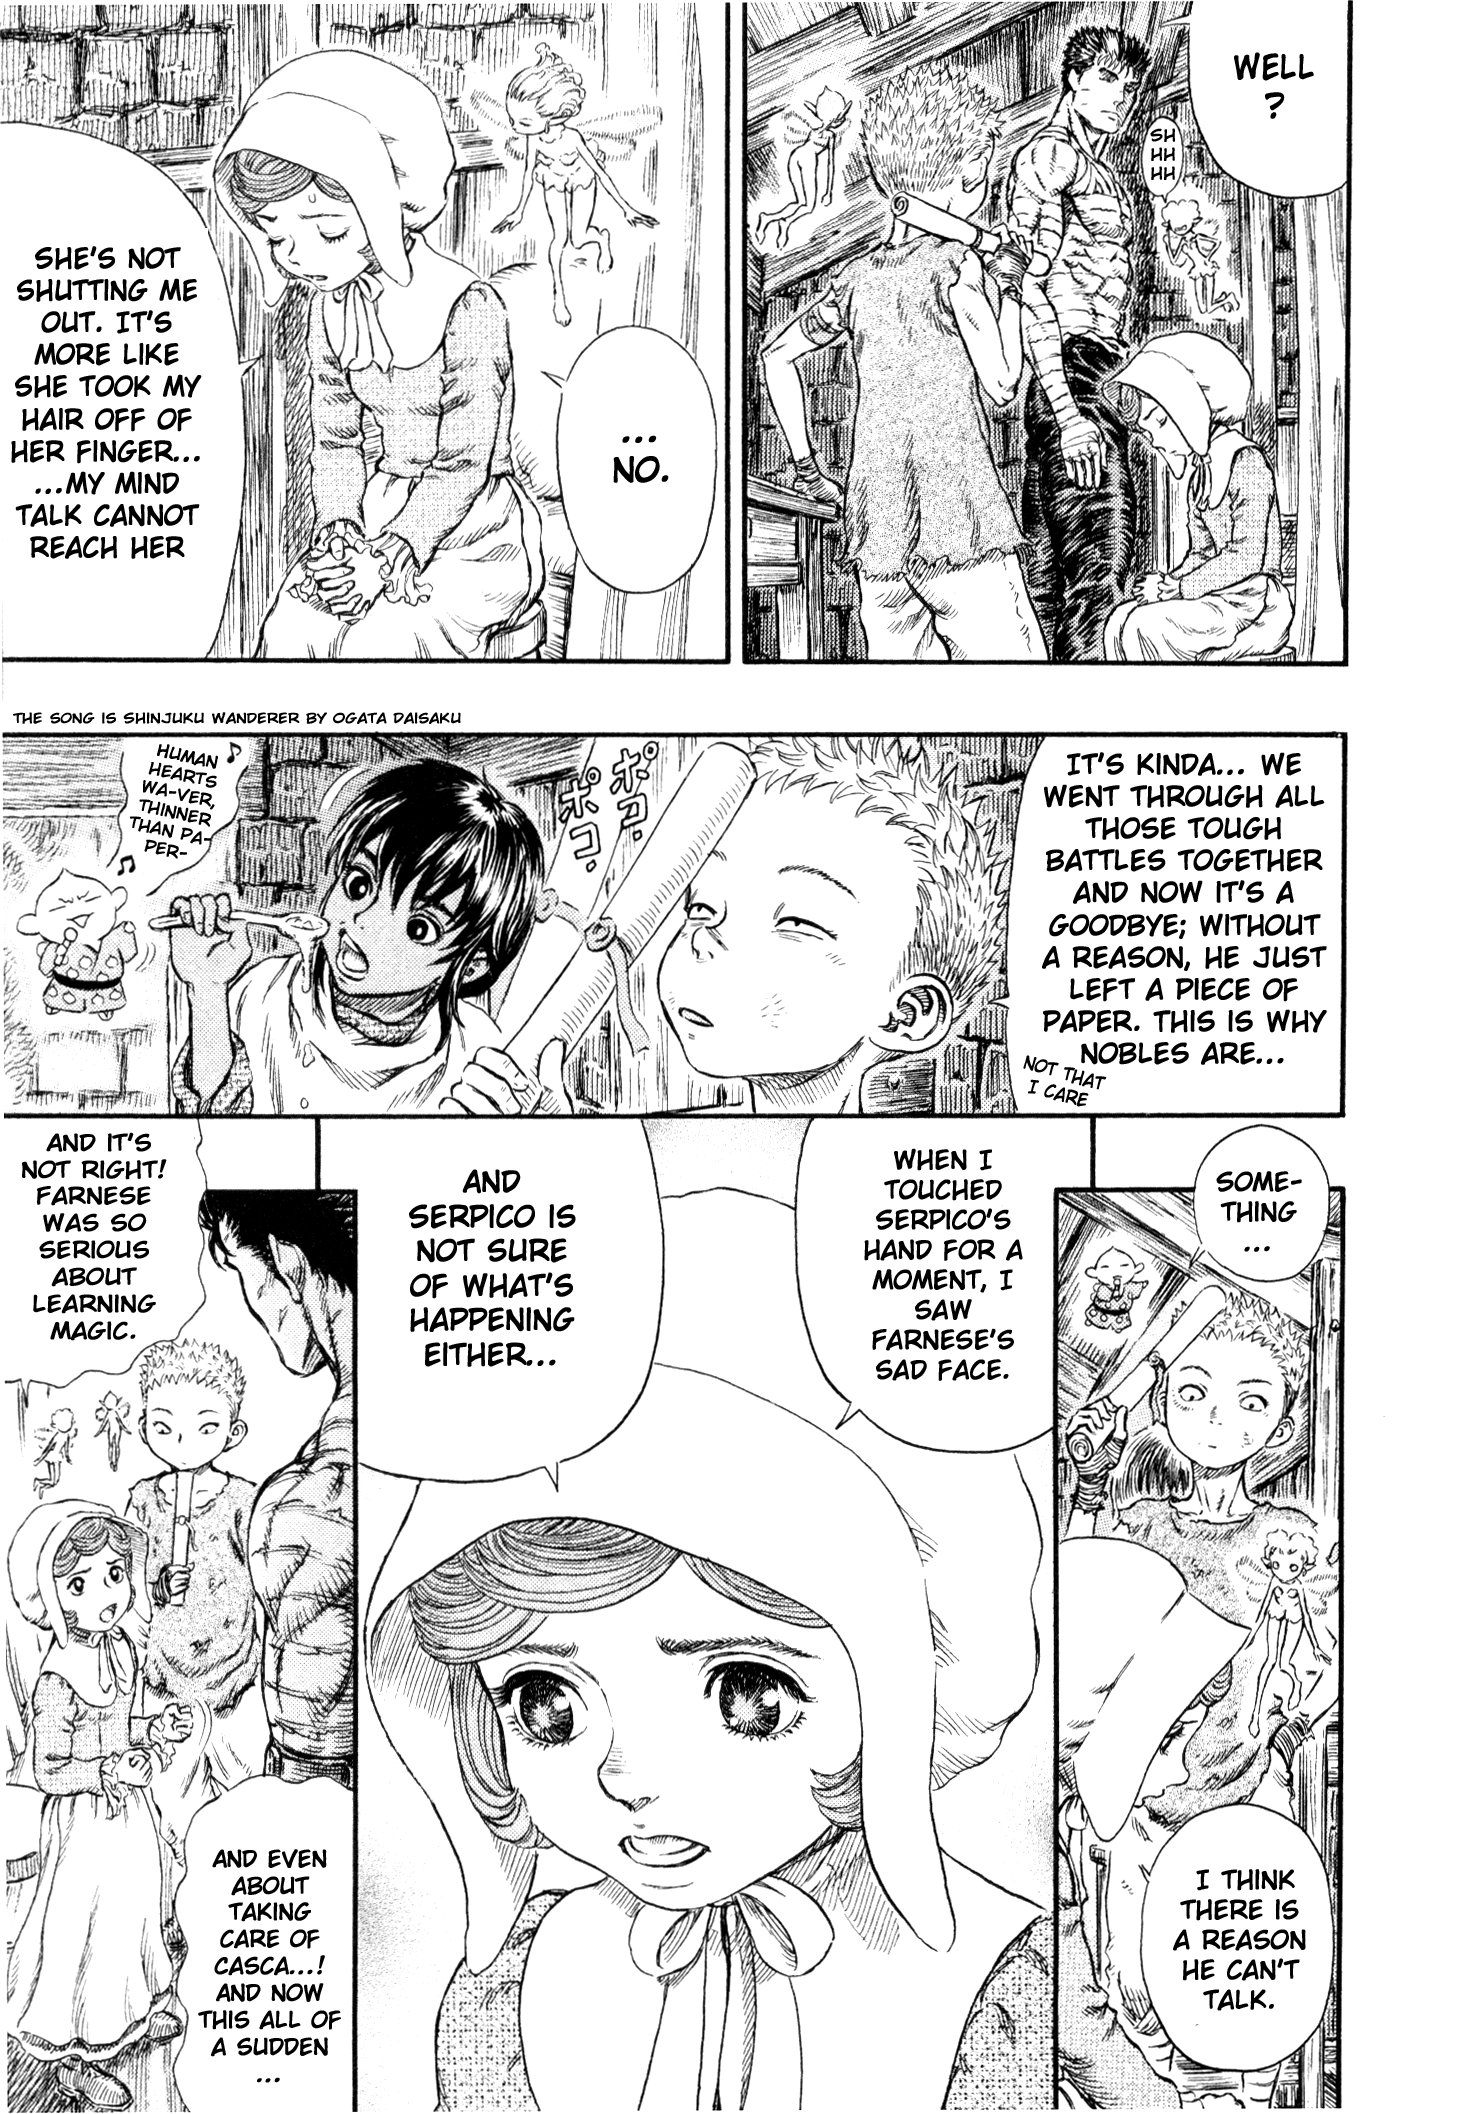 WELL
?
SH
HH
HH
...
NO.
SHE'S NOT
SHUTTING ME
OUT. IT'S
MORE LIKE
SHE TOOK MY
HAIR OFF OF
HER FINGER...
...MY MIND
TALK CANNOT
REACH HER
THE SONG IS SHINJUKU WANDERER BY OGATA DAISAKU
IT'S KINDA... WE
WENT THROUGH ALL
THOSE TOUGH
BATTLES TOGETHER
AND NOW IT'S A
GOODBYE; WITHOUT
A REASON, HE JUST
LEFT A PIECE OF
PAPER. THIS IS WHY
NOBLES ARE...
NOT THAT
I CARE
ポコ.
ポコ.
HUMAN
HEARTS
WA-VER,
THINNER
THAN PA-
PER-
SOME-
THING
...
I THINK
THERE IS
A REASON
HE CAN'T
TALK.
WHEN I
TOUCHED
SERPICO'S
HAND FOR A
MOMENT, I
SAW
FARNESE'S
SAD FACE.
AND
SERPICO IS
NOT SURE
OF WHAT'S
HAPPENING
EITHER...
AND IT'S
NOT RIGHT!
FARNESE
WAS SO
SERIOUS
ABOUT
LEARNING
MAGIC.
AND EVEN
ABOUT
TAKING
CARE OF
CASCA...!
AND NOW
THIS ALL OF
A SUDDEN
...